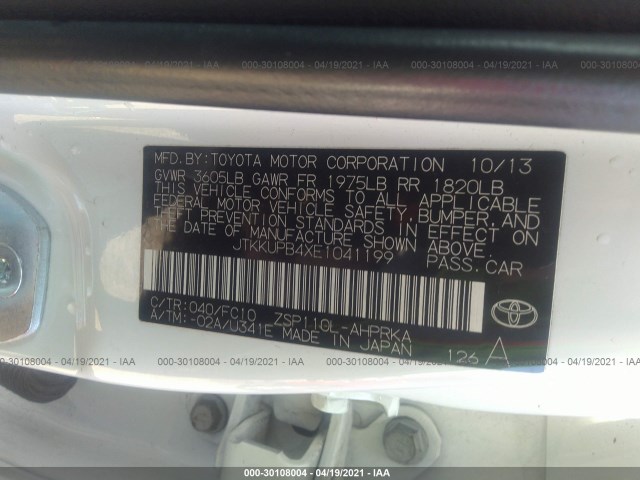 000-30108004 - 04/19/2021 - IAA
000-30108004 - 04/19/2021 - IAA
000-30108004 - 04/19/2021 - IAA
MFD.BY:TOYOTA MOTOR CORPORATION 10/13
GVWR 3605LB GAWR FR 1975LB RR 1820LB
THIS VEHICLE CONFORMS TO ALL APPLICABLE
FEDERAL MOTOR VEHICLE SAFETY,BUMPER,AND
THEFT PREVENTION STANDARDS IN EFFECT ON
THE DATE OF MANUFACTURE SHOWN ABOVE.
JTKKUPB4XE1041199 PASS.CAR
C/TR:040/FC10 ZSP110L-AHPRKA
A/TM:-02A/U341E MADE IN JAPAN 126 A
TOYOTA
000-30108004 - 04/19/2021 - IAA
000-30108004 - 04/19/2021 - IAA
000-30108004 - 04/19/2021 - IAA
000-30108004 - 04/19/2021 - IAA